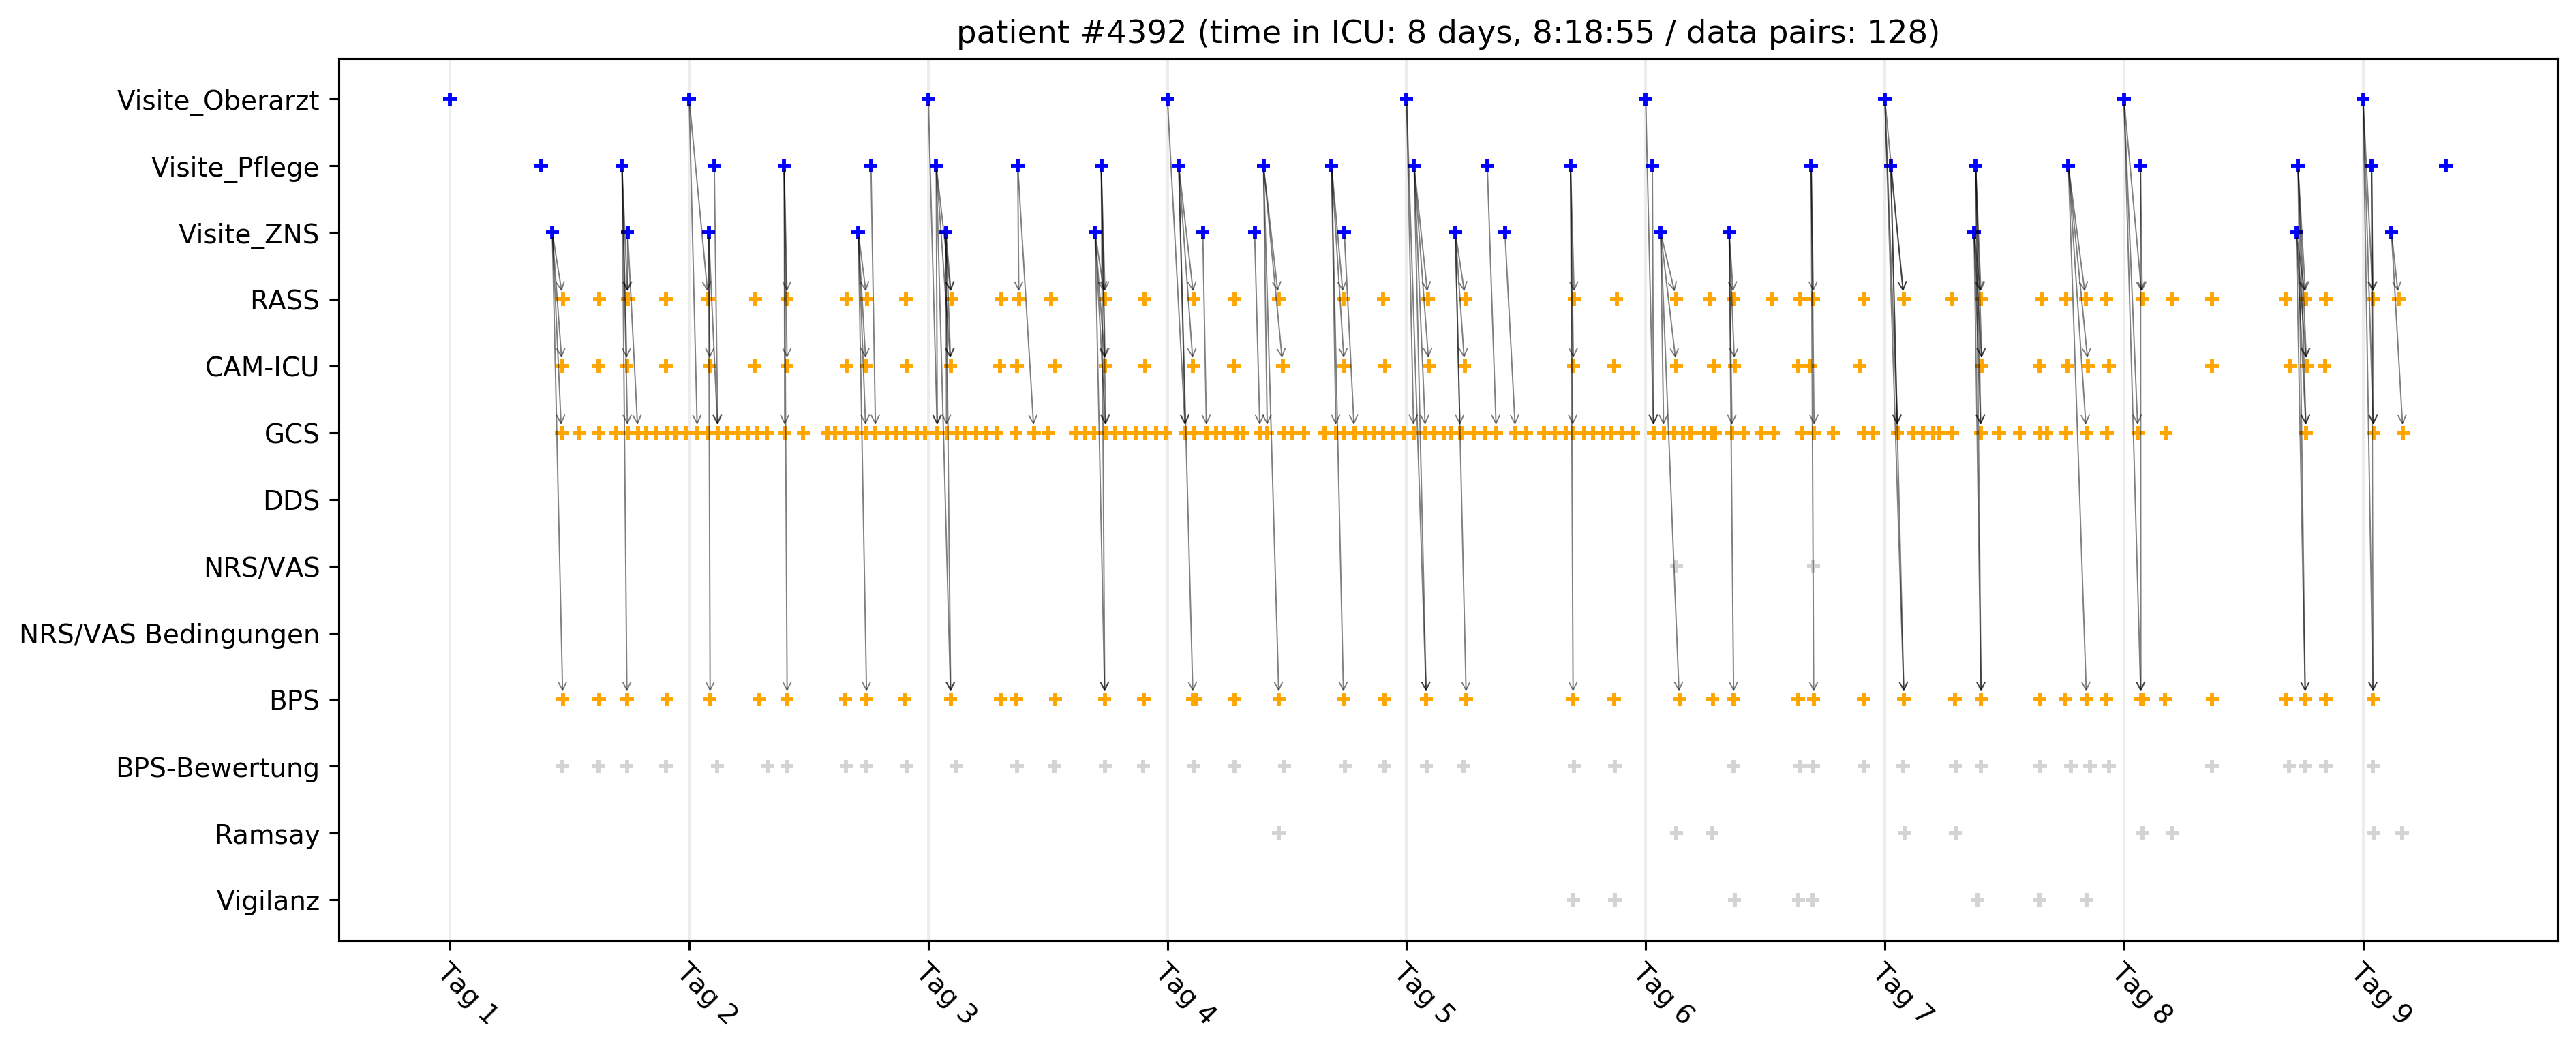 patient #4392 (time in ICU: 8 days, 8:18:55 / data pairs: 128)
Visite_Oberarzt
Visite_Pflege
Visite_ZNS
RASS
CAM-ICU
GCS
DDS
NRS/VAS
NRS/VAS Bedingungen
BPS
BPS-Bewertung
Ramsay
Vigilanz
Tag 1
Tag 2
Tag 3
Tag 4
Tag 5
Tag 6
Tag 7
Tag 8
Tag 9